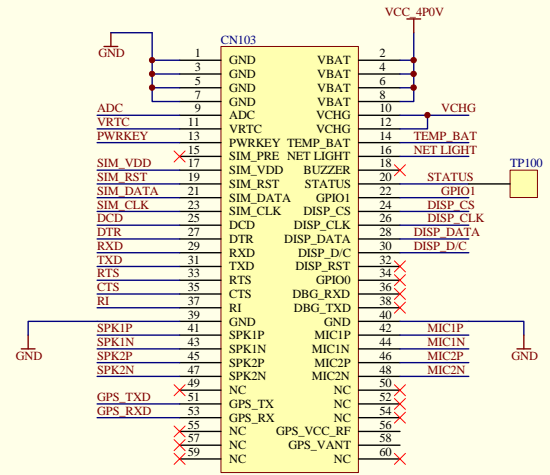 VCC_4P0V
CN103
GND
1 GND VBAT 2
3 GND VBAT 4
5 GND VBAT 6
7 GND VBAT 8
ADC 9 ADC VCHG 10 VCHG
VRTC 11 VRTC VCHG 12
PWRKEY 13 PWRKEY TEMP_BAT 14 TEMP_BAT
15 SIM_PRE NET LIGHT 16 NET LIGHT
SIM_VDD 17 SIM_VDD BUZZER 18
SIM_RST 19 SIM_RST STATUS 20 STATUS TP100
SIM_DATA 21 SIM_DATA GPIO1 22 GPIO1
SIM_CLK 23 SIM_CLK DISP_CS 24 DISP_CS
DCD 25 DCD DISP_CLK 26 DISP_CLK
DTR 27 DTR DISP_DATA 28 DISP_DATA
RXD 29 RXD DISP_D/C 30 DISP_D/C
TXD 31 TXD DISP_RST 32
RTS 33 RTS GPIO0 34
CTS 35 CTS DBG_RXD 36
RI 37 RI DBG_TXD 38
GND 39 GND GND 40 GND
SPK1P 41 SPK1P MIC1P 42 MIC1P
SPK1N 43 SPK1N MIC1N 44 MIC1N
SPK2P 45 SPK2P MIC2P 46 MIC2P
SPK2N 47 SPK2N MIC2N 48 MIC2N
49 NC NC 50
GPS_TXD 51 GPS_TX NC 52
GPS_RXD 53 GPS_RX NC 54
55 NC GPS_VCC_RF 56
57 NC GPS_VANT 58
59 NC NC 60